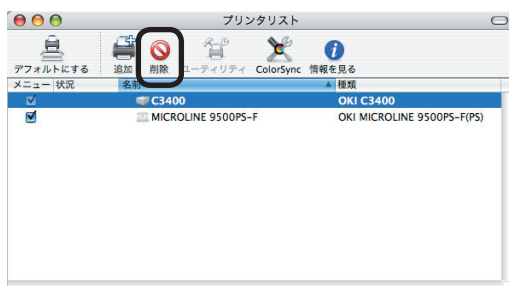 プリンタリスト
デフォルトにする 追加 削除 ユーティリティ ColorSync 情報を見る
メニュー 状況 名前 種類
C3400 OKI C3400
MICROLINE 9500PS-F OKI MICROLINE 9500PS-F(PS)